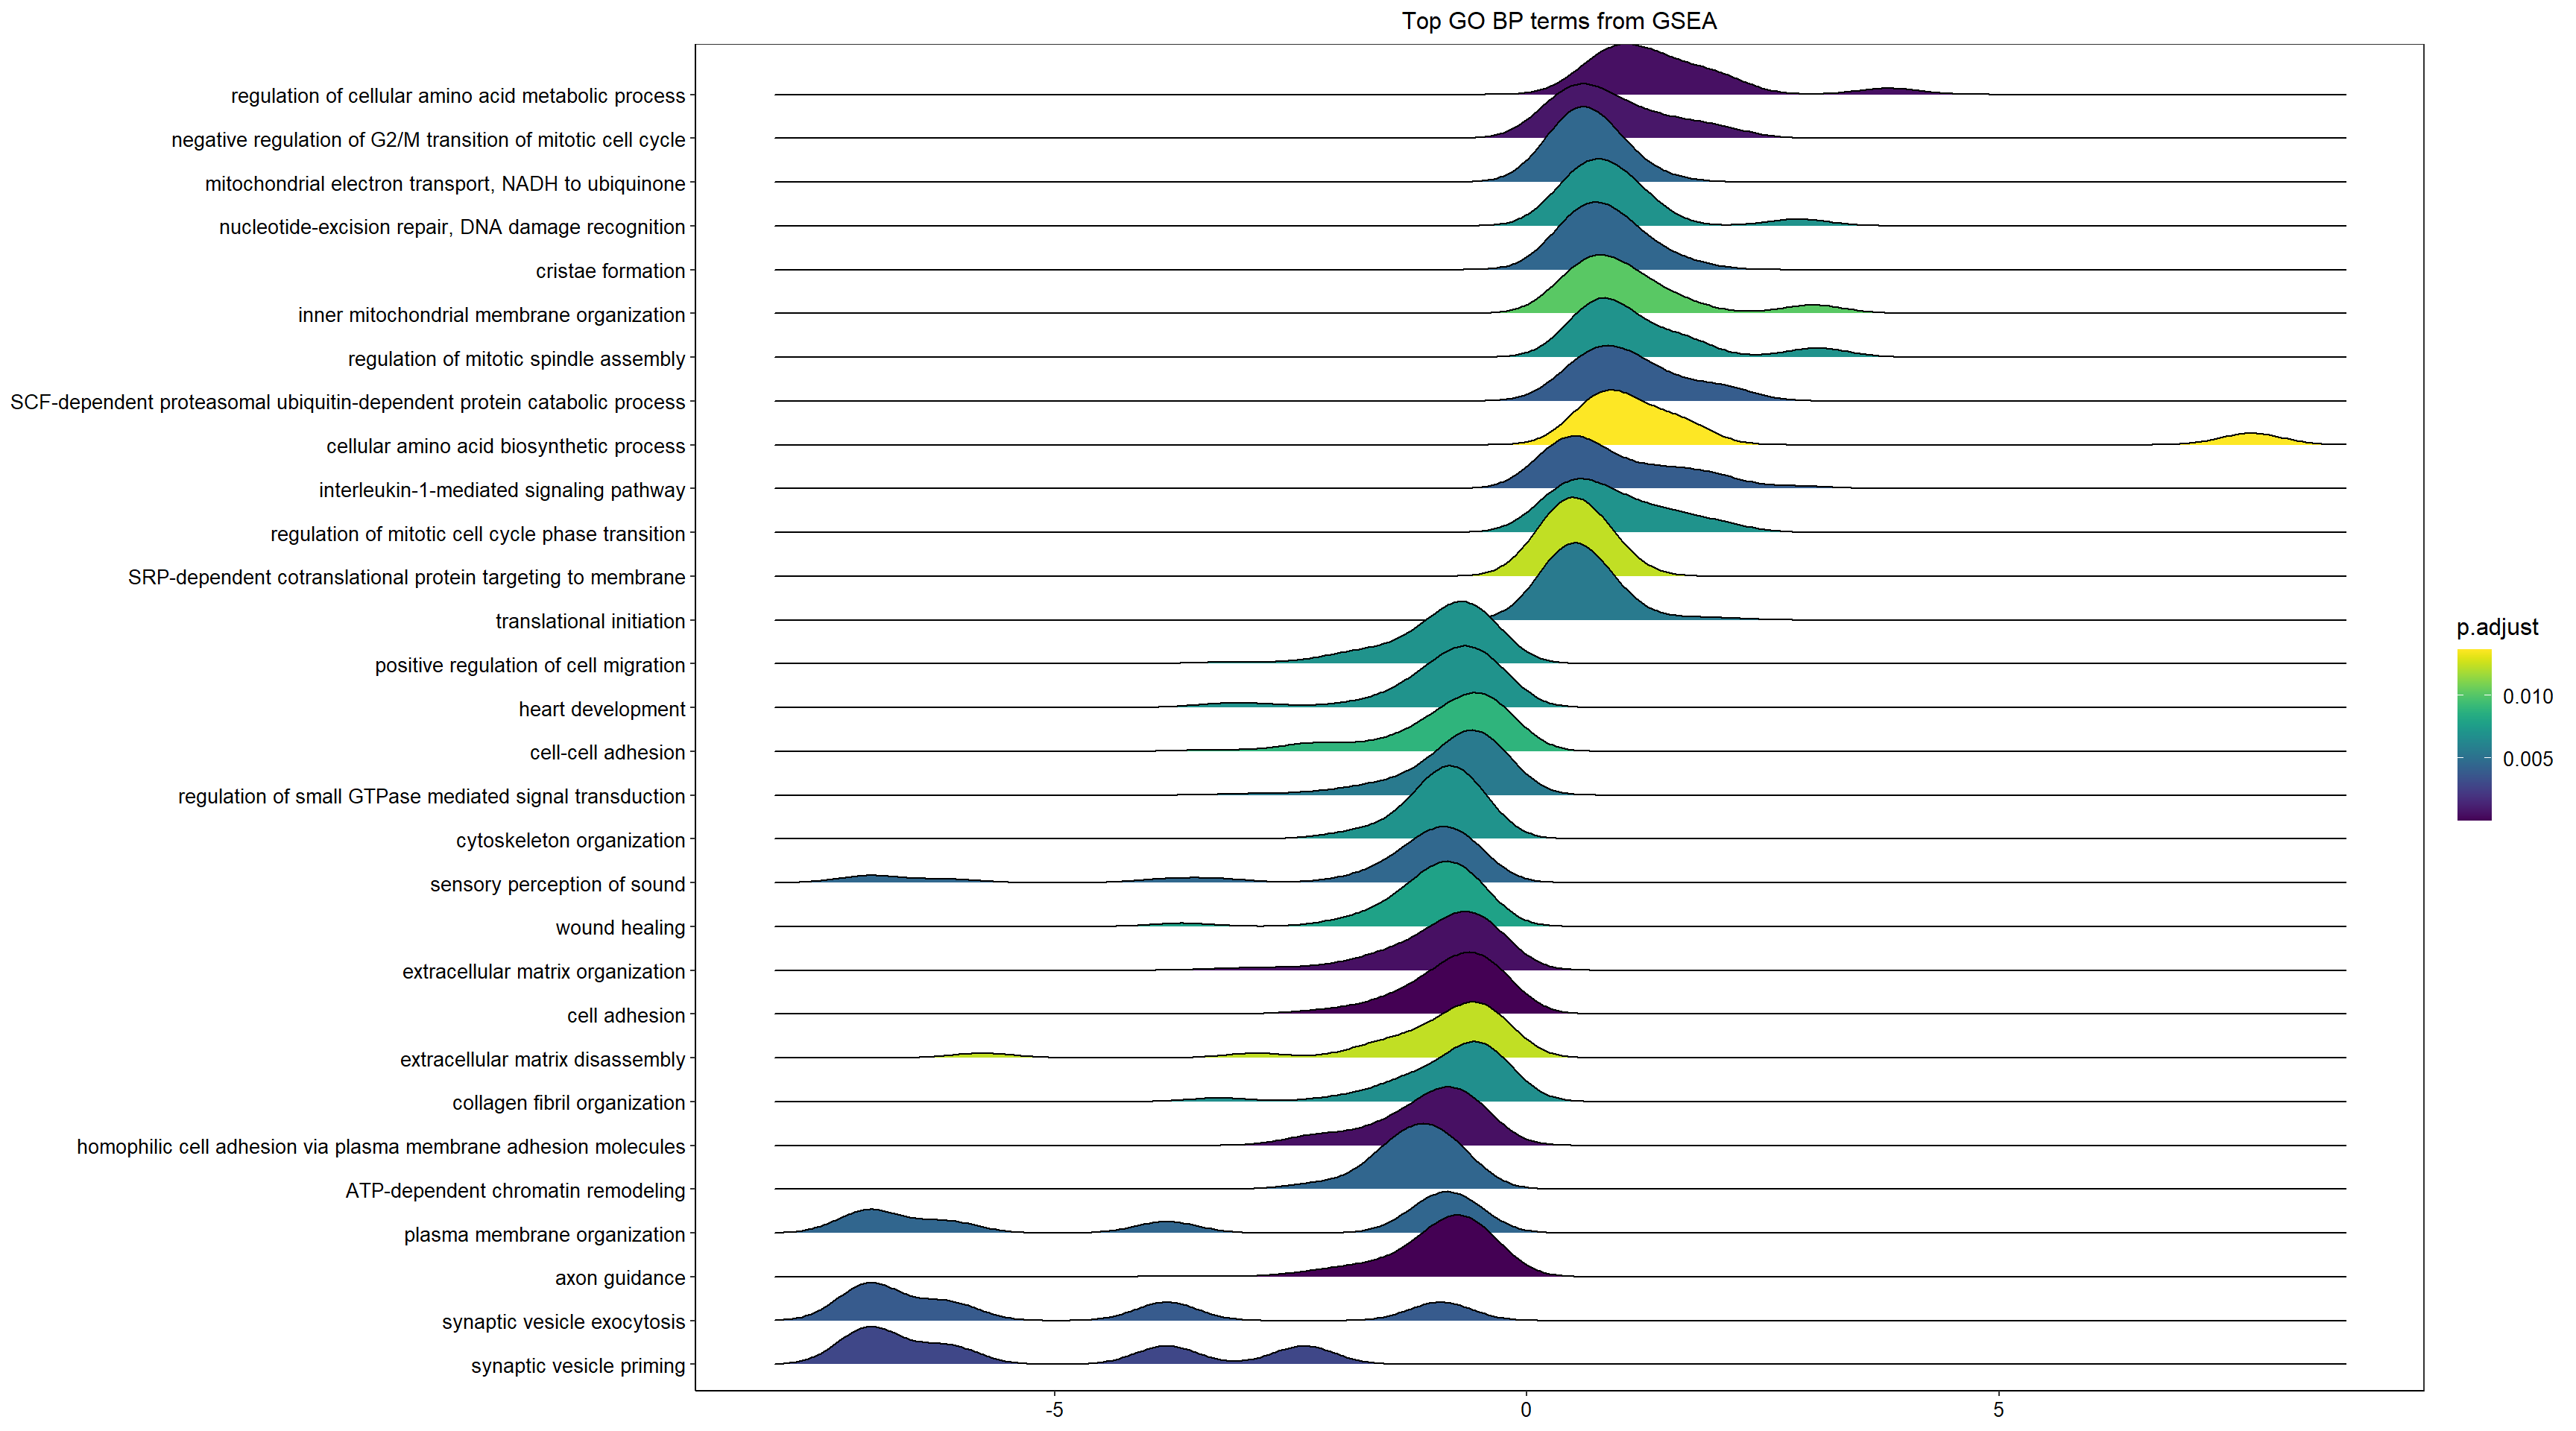 Top GO BP terms from GSEA
regulation of cellular amino acid metabolic process
negative regulation of G2/M transition of mitotic cell cycle
mitochondrial electron transport, NADH to ubiquinone
nucleotide-excision repair, DNA damage recognition
cristae formation
inner mitochondrial membrane organization
regulation of mitotic spindle assembly
SCF-dependent proteasomal ubiquitin-dependent protein catabolic process
cellular amino acid biosynthetic process
interleukin-1-mediated signaling pathway
regulation of mitotic cell cycle phase transition
SRP-dependent cotranslational protein targeting to membrane
translational initiation
positive regulation of cell migration
heart development
cell-cell adhesion
regulation of small GTPase mediated signal transduction
cytoskeleton organization
sensory perception of sound
wound healing
extracellular matrix organization
cell adhesion
extracellular matrix disassembly
collagen fibril organization
homophilic cell adhesion via plasma membrane adhesion molecules
ATP-dependent chromatin remodeling
plasma membrane organization
axon guidance
synaptic vesicle exocytosis
synaptic vesicle priming
-5 0 5
p.adjust
0.010
0.005